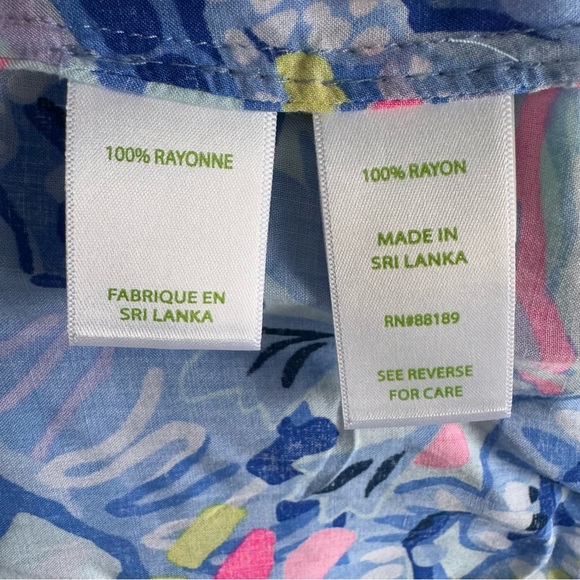 100% RAYONNE
FABRIQUE EN
SRI LANKA
100% RAYON
MADE IN
SRI LANKA
RN#88189
SEE REVERSE
FOR CARE